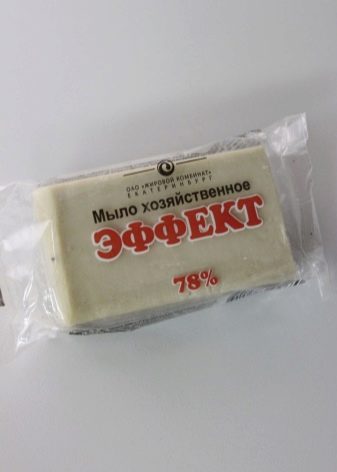 ОАО «ЖИРОВОЙ КОМБИНАТ»
ЕКАТЕРИНБУРГ
Мыло хозяйственное
ЭФФЕКТ
78%